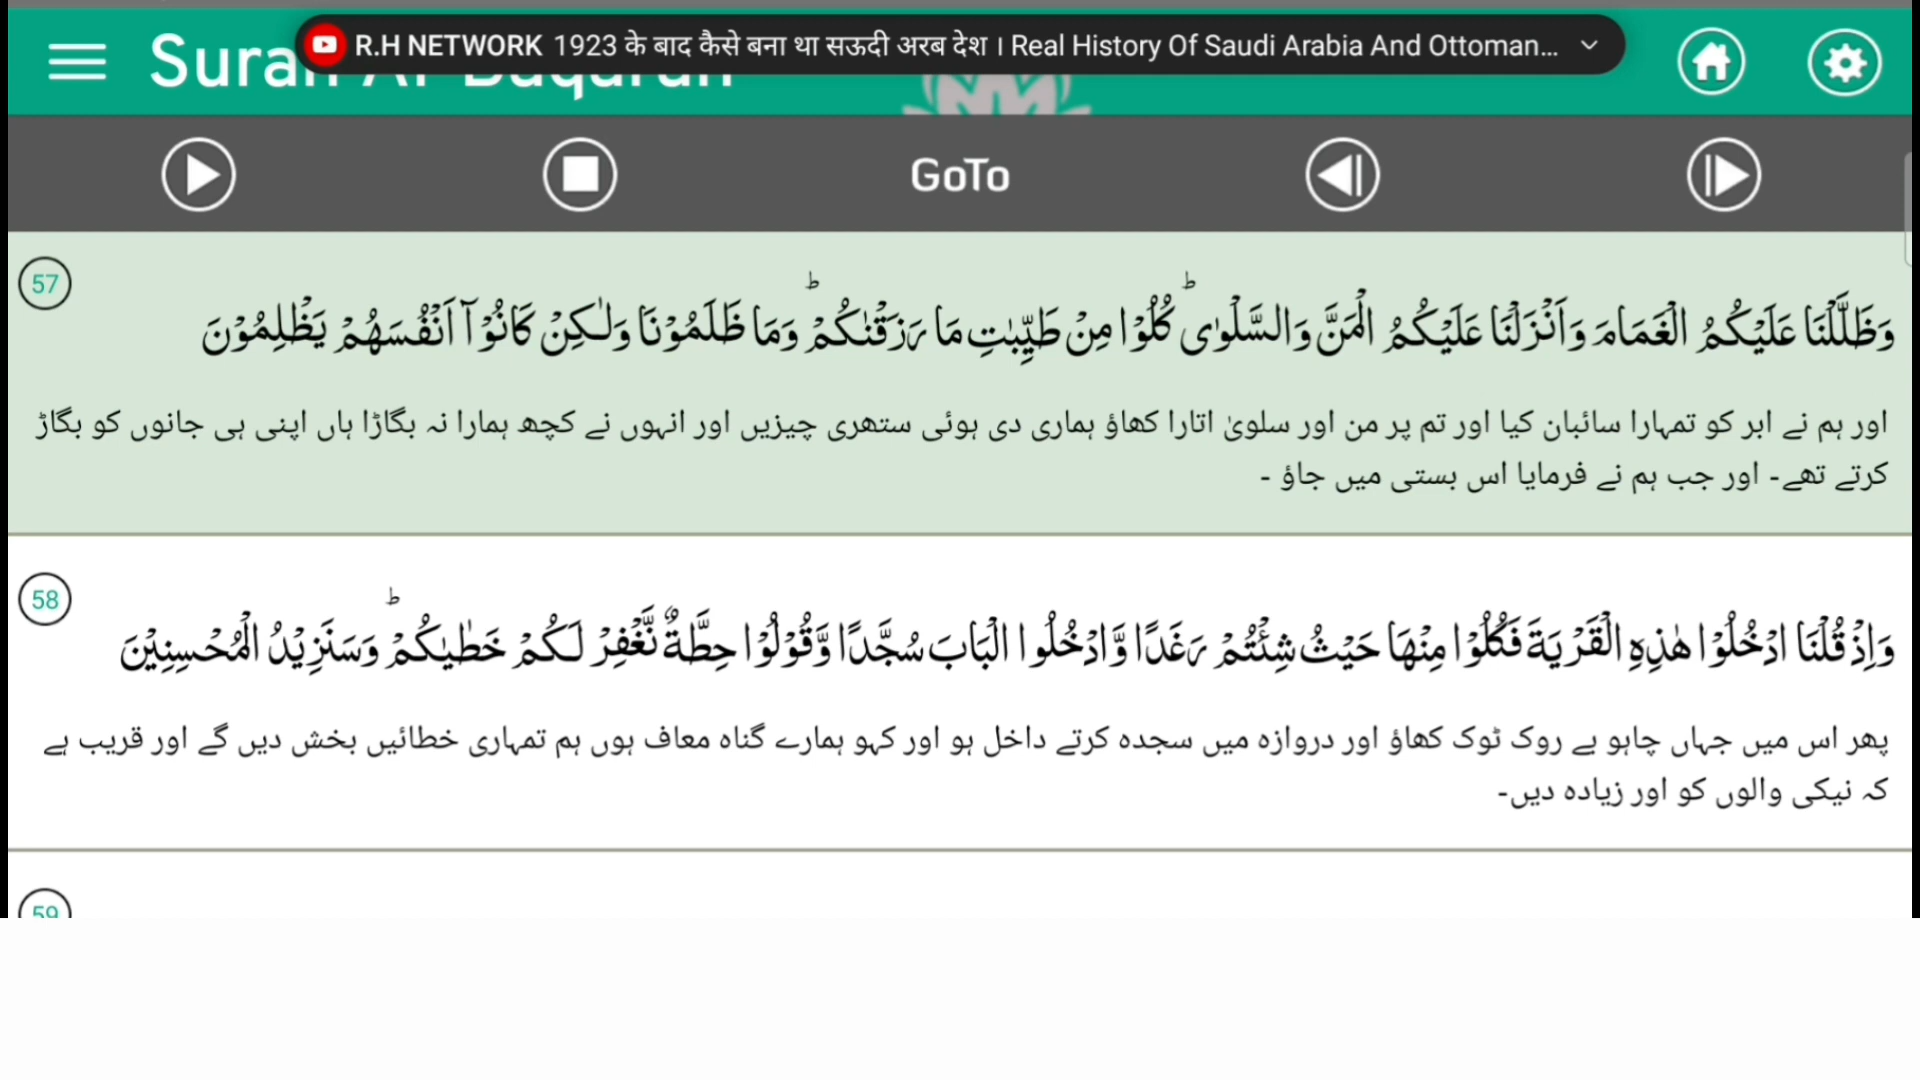 R.H NETWORK 1923 के बाद कैसे बना था सऊदी अरब देश । Real History Of Saudi Arabia And Ottoman...
Surah Al-Baqarah
GoTo
57
وَظَلَّلْنَا عَلَيْكُمُ الْغَمَامَ وَاَنْزَلْنَا عَلَيْكُمُ الْمَنَّ وَالسَّلْوٰى ؕ كُلُوْا مِنْ طَيِّبٰتِ مَا رَزَقْنٰكُمْ ؕ وَمَا ظَلَمُوْنَا وَلٰكِنْ كَانُوْٓا اَنْفُسَهُمْ يَظْلِمُوْنَ
اور ہم نے ابر کو تمہارا سائبان کیا اور تم پر من اور سلویٰ اتارا کھاؤ ہماری دی ہوئی ستھری چیزیں اور انہوں نے کچھ ہمارا نہ بگاڑا ہاں اپنی ہی جانوں کو بگاڑ
کرتے تھے۔ اور جب ہم نے فرمایا اس بستی میں جاؤ ۔
58
وَاِذْ قُلْنَا ادْخُلُوْا هٰذِهِ الْقَرْيَةَ فَكُلُوْا مِنْهَا حَيْثُ شِئْتُمْ رَغَدًا وَّادْخُلُوا الْبَابَ سُجَّدًا وَّقُوْلُوْا حِطَّةٌ نَّغْفِرْ لَكُمْ خَطٰيٰكُمْ ؕ وَسَنَزِيْدُ الْمُحْسِنِيْنَ
پھر اس میں جہاں چاہو بے روک ٹوک کھاؤ اور دروازہ میں سجدہ کرتے داخل ہو اور کہو ہمارے گناہ معاف ہوں ہم تمہاری خطائیں بخش دیں گے اور قریب ہے
کہ نیکی والوں کو اور زیادہ دیں۔
59